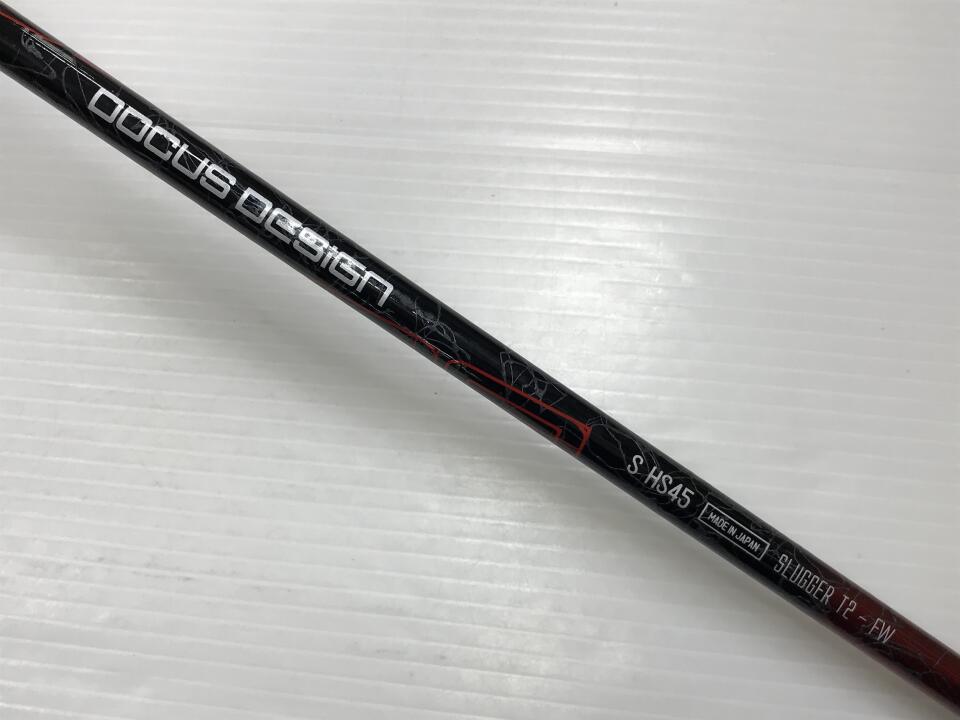 DOCUS DESIGN
S HS45
MADE IN JAPAN
SLUGGER T2 - FW